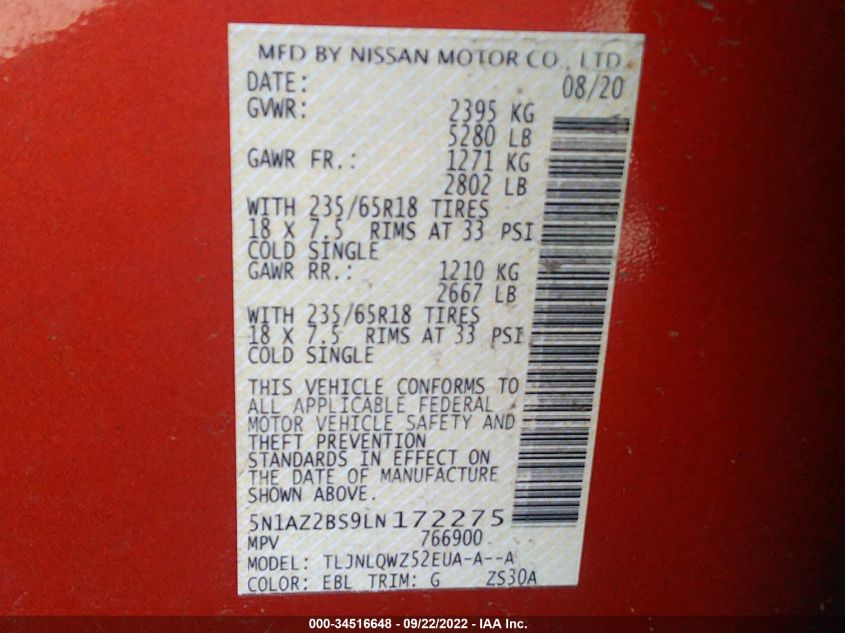 MFD BY NISSAN MOTOR CO., LTD.
DATE: 08/20
GVWR: 2395 KG
5280 LB
GAWR FR.: 1271 KG
2802 LB
WITH 235/65R18 TIRES
18 X 7.5 RIMS AT 33 PSI
COLD SINGLE
GAWR RR.: 1210 KG
2667 LB
WITH 235/65R18 TIRES
18 X 7.5 RIMS AT 33 PSI
COLD SINGLE
THIS VEHICLE CONFORMS TO
ALL APPLICABLE FEDERAL
MOTOR VEHICLE SAFETY AND
THEFT PREVENTION
STANDARDS IN EFFECT ON
THE DATE OF MANUFACTURE
SHOWN ABOVE.
5N1AZ2BS9LN172275
MPV 766900
MODEL: TLJNLQWZ52EUA-A--A
COLOR: EBL TRIM: G ZS30A
000-34516648 - 09/22/2022 - IAA Inc.